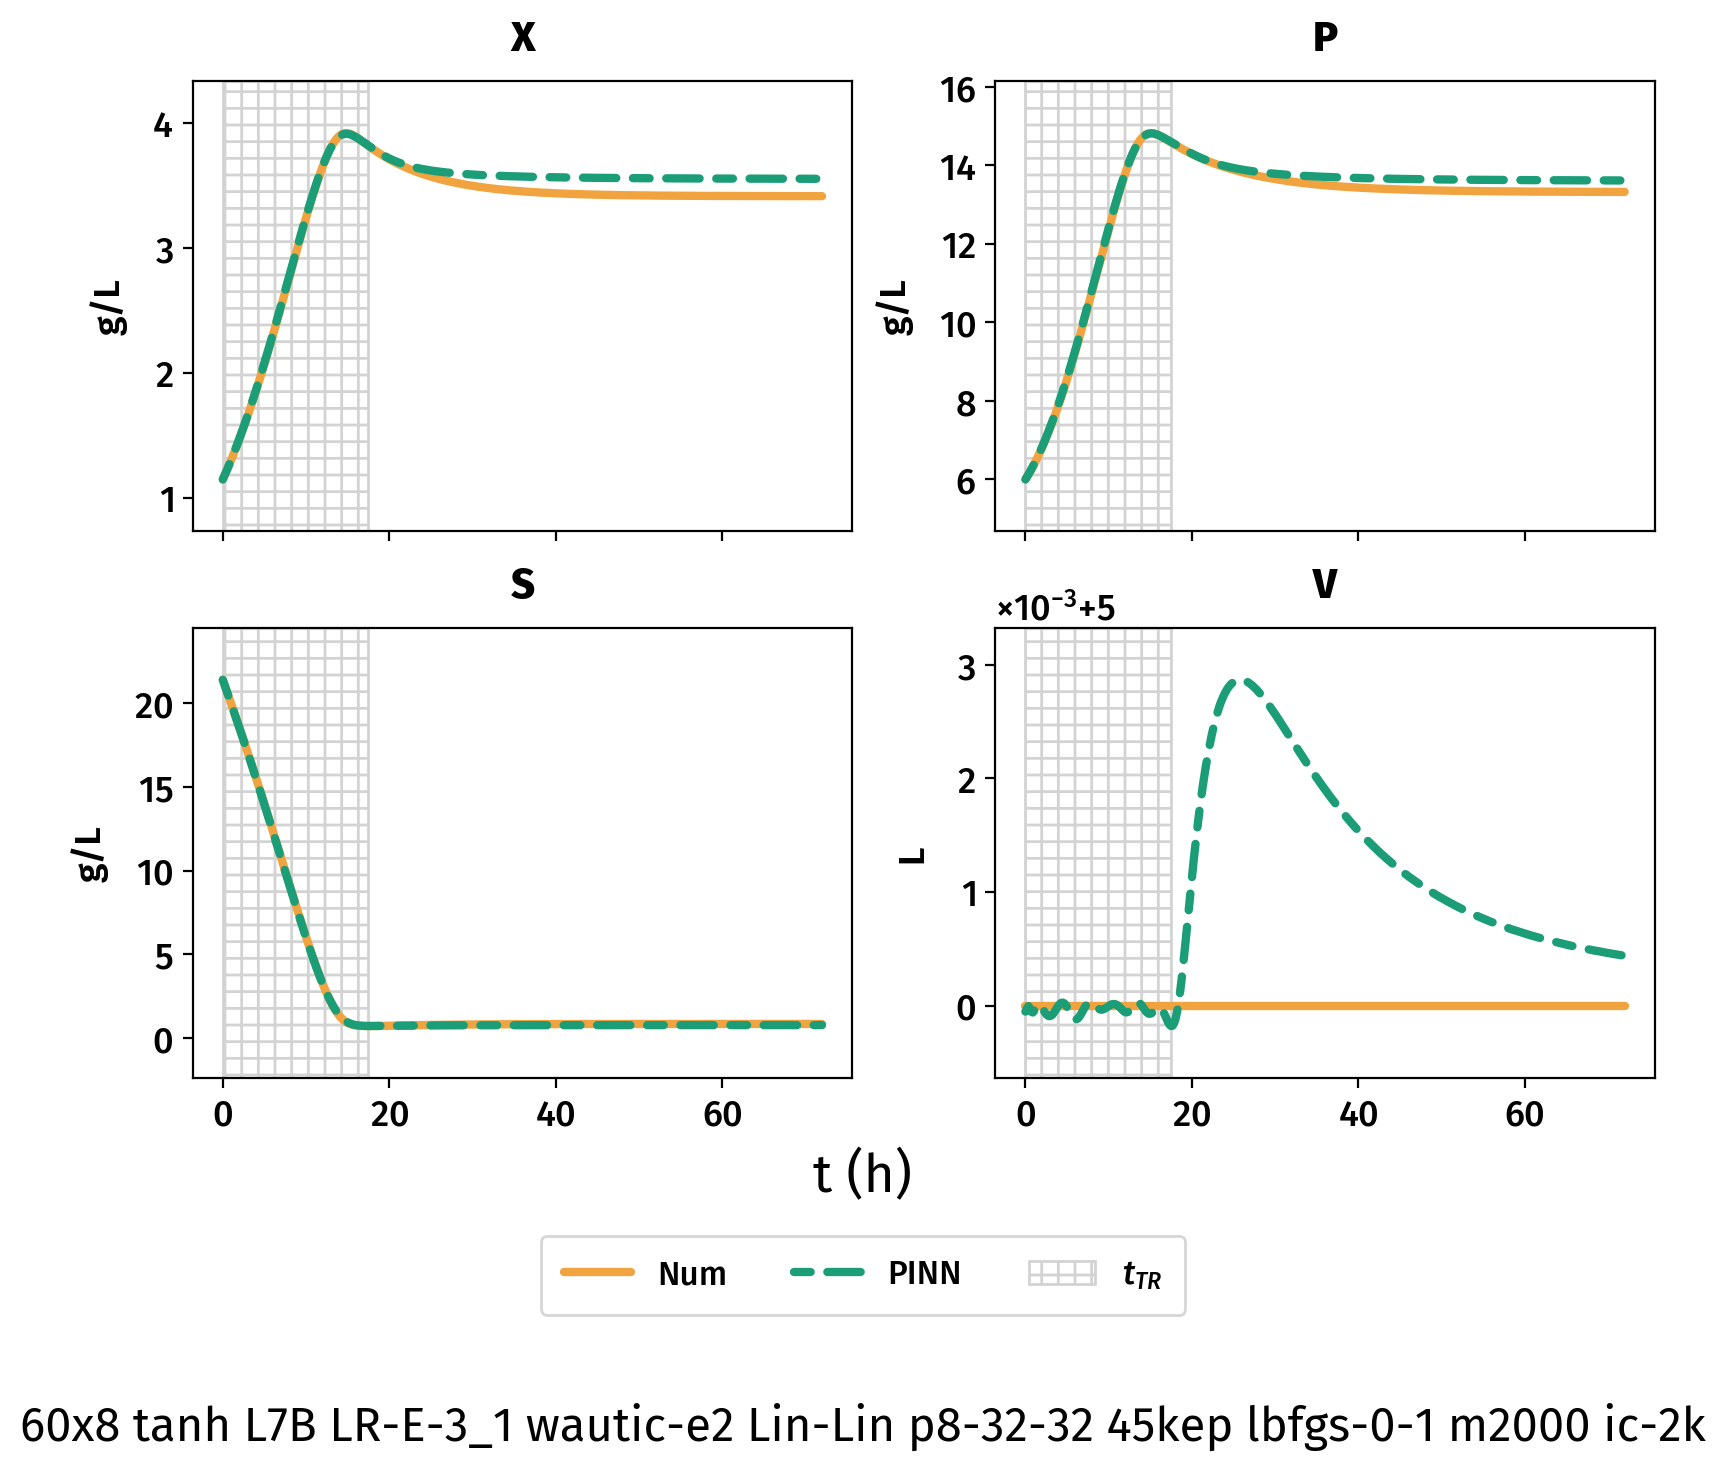 X
4
3
2
1
g/L
P
16
14
12
10
8
6
g/L
S
20
15
10
5
0
g/L
0 20 40 60
V
×10⁻³+5
3
2
1
0
L
0 20 40 60
t (h)
Num PINN t_TR
60x8 tanh L7B LR-E-3_1 wautic-e2 Lin-Lin p8-32-32 45kep lbfgs-0-1 m2000 ic-2k